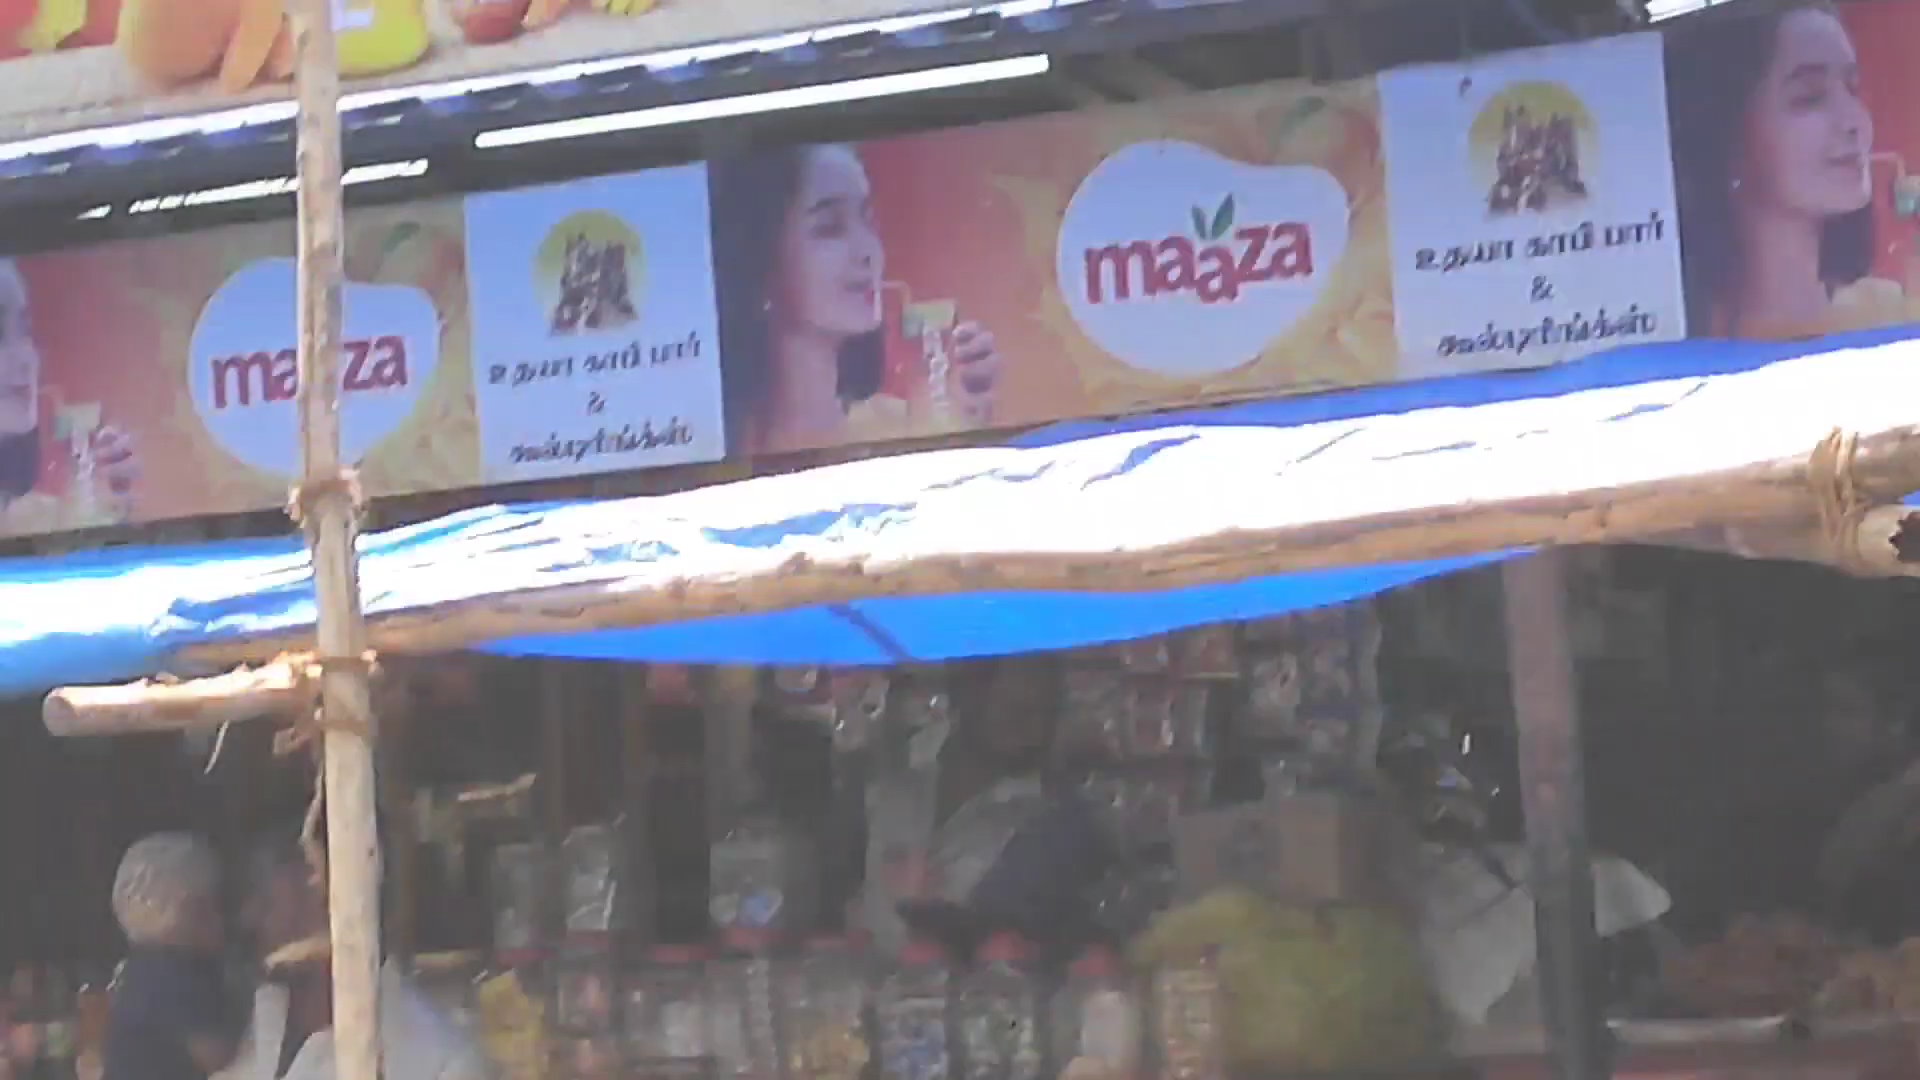 maaza
உதயா காபி பார்
&
கூல்டிரிங்க்ஸ்
maaza
உதயா காபி பார்
&
கூல்டிரிங்க்ஸ்